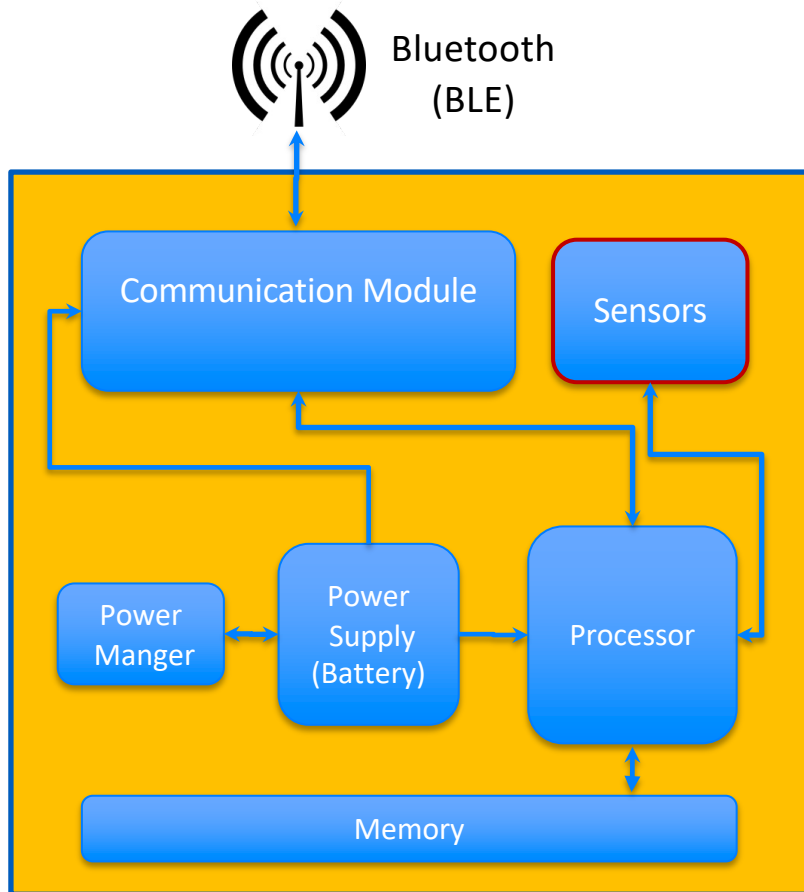 Bluetooth
(BLE)
Communication Module
Sensors
Power
Manger
Power
Supply
(Battery)
Processor
Memory